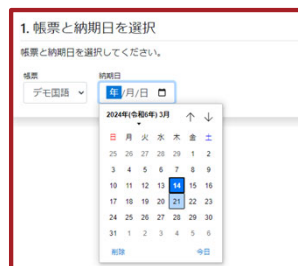 1. 帳票と納期日を選択
帳票と納期日を選択してください。
帳票
納期日
デモ国語
年/月/日
2024年(令和6年) 3月
日 月 火 水 木 金 土
25 26 27 28 29 1 2
3 4 5 6 7 8 9
10 11 12 13 14 15 16
17 18 19 20 21 22 23
24 25 26 27 28 29 30
31 1 2 3 4 5 6
削除
今日